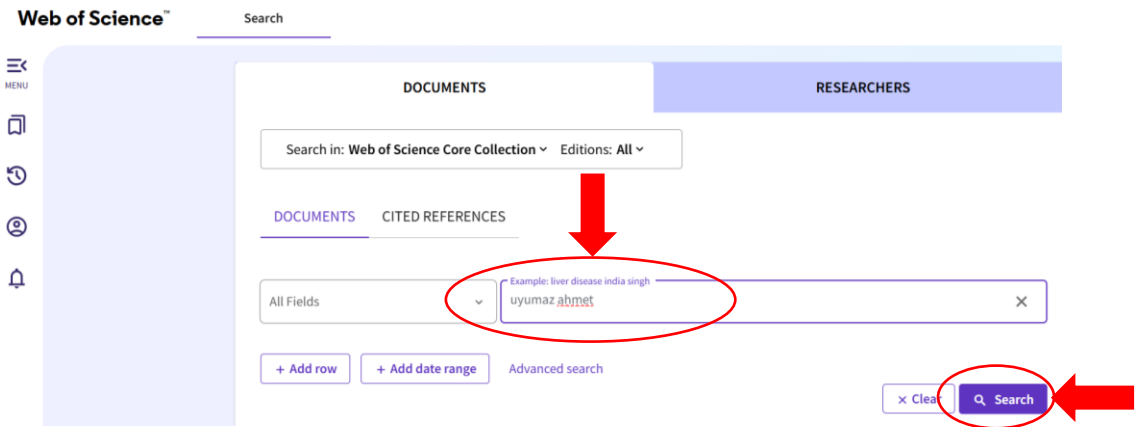 Web of Science™ Search
MENU
DOCUMENTS RESEARCHERS
Search in: Web of Science Core Collection Editions: All
DOCUMENTS CITED REFERENCES
Example: liver disease india singh
All Fields uyumaz ahmet
+ Add row + Add date range Advanced search
× Clear Search